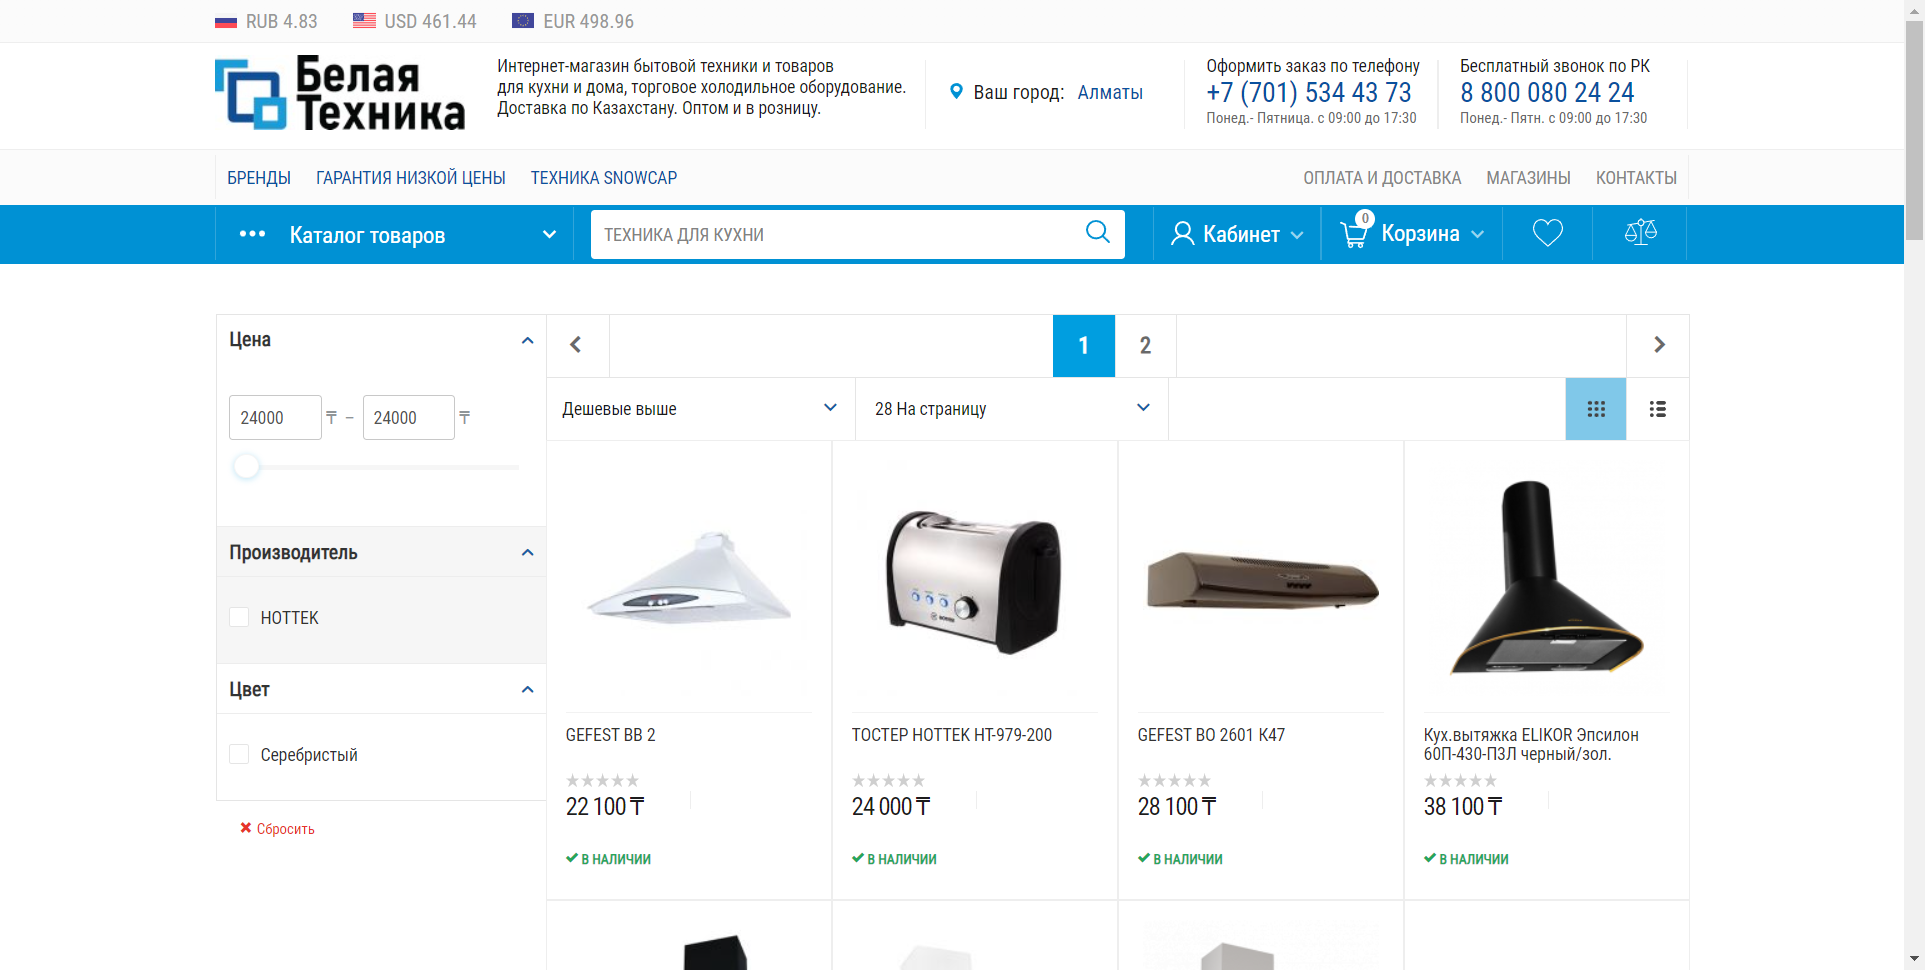 RUB 4.83
USD 461.44
EUR 498.96
Белая
Техника
Интернет-магазин бытовой техники и товаров
для кухни и дома, торговое холодильное оборудование.
Доставка по Казахстану. Оптом и в розницу.
Ваш город: Алматы
Оформить заказ по телефону
+7 (701) 534 43 73
Понед.- Пятница. с 09:00 до 17:30
Бесплатный звонок по РК
8 800 080 24 24
Понед.- Пятн. с 09:00 до 17:30
БРЕНДЫ
ГАРАНТИЯ НИЗКОЙ ЦЕНЫ
ТЕХНИКА SNOWCAP
ОПЛАТА И ДОСТАВКА
МАГАЗИНЫ
КОНТАКТЫ
Каталог товаров
ТЕХНИКА ДЛЯ КУХНИ
Кабинет
0
Корзина
Цена
24000 ₸ – 24000 ₸
Производитель
HOTTEK
Цвет
Серебристый
Сбросить
1
2
Дешевые выше
28 На страницу
GEFEST ВВ 2
22 100 ₸
В НАЛИЧИИ
ТОСТЕР HOTTEK HT-979-200
24 000 ₸
В НАЛИЧИИ
GEFEST ВО 2601 К47
28 100 ₸
В НАЛИЧИИ
Кух.вытяжка ELIKOR Эпсилон
60П-430-П3Л черный/зол.
38 100 ₸
В НАЛИЧИИ